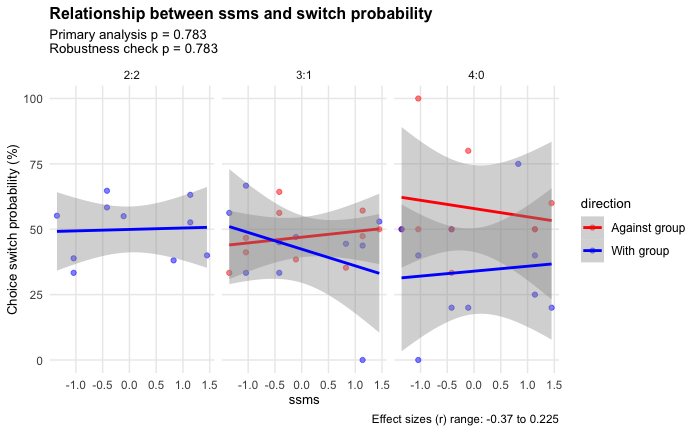 Relationship between ssms and switch probability
Primary analysis p = 0.783
Robustness check p = 0.783
2:2
3:1
4:0
Choice switch probability (%)
100
75
50
25
0
-1.0 -0.5 0.0 0.5 1.0 1.5
-1.0 -0.5 0.0 0.5 1.0 1.5
-1.0 -0.5 0.0 0.5 1.0 1.5
ssms
direction
Against group
With group
Effect sizes (r) range: -0.37 to 0.225